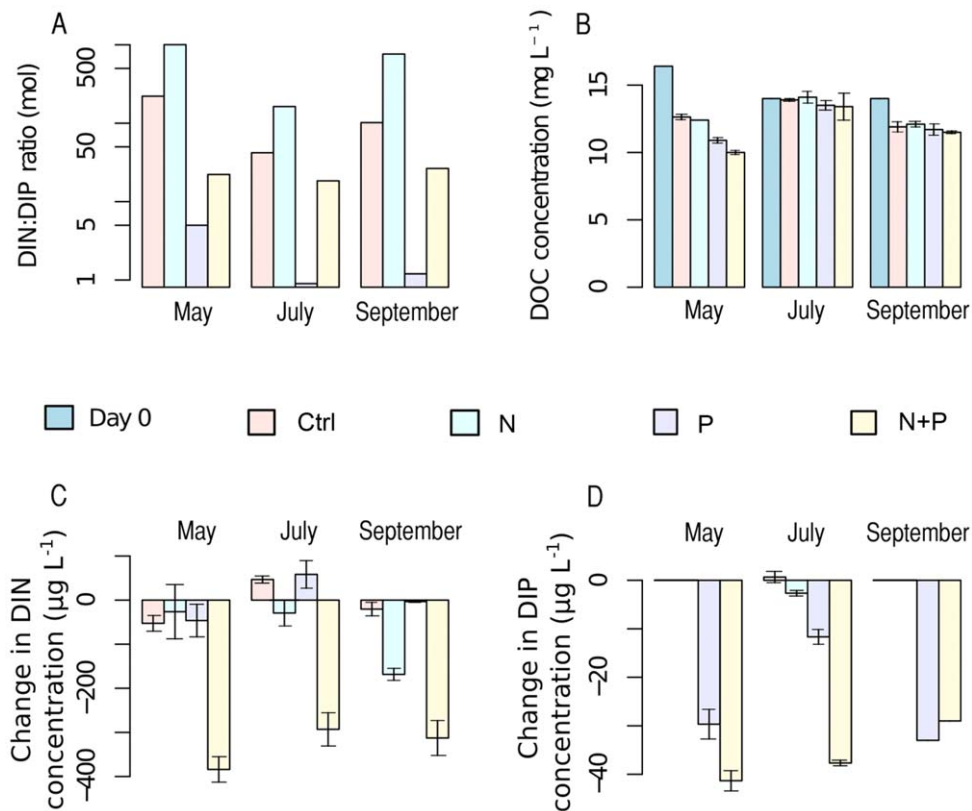 A
DIN:DIP ratio (mol)
500
50
5
1
May July September
B
DOC concentration (mg L⁻¹)
15
10
5
0
May July September
Day 0 Ctrl N P N+P
C
May July September
Change in DIN
concentration (µg L⁻¹)
0
−200
−400
D
May July September
Change in DIP
concentration (µg L⁻¹)
0
−20
−40